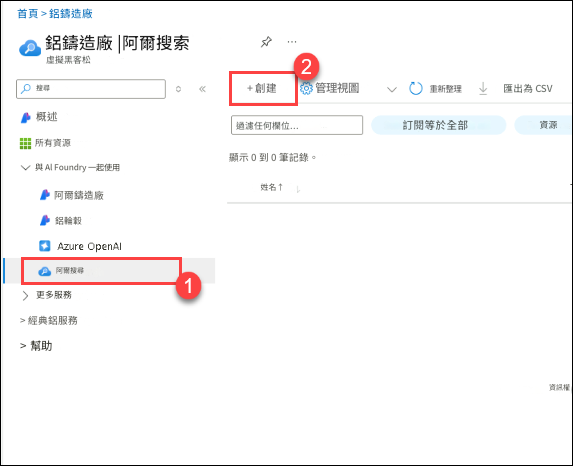 首頁 > 鋁鑄造廠
鋁鑄造廠 |阿爾搜索
虛擬黑客松
搜尋
+創建
管理視圖
重新整理
匯出為 CSV
2
概述
所有資源
與 AI Foundry 一起使用
阿爾鑄造廠
鋁輪轂
Azure OpenAI
阿爾搜尋
1
更多服務
> 經典鋁服務
> 幫助
過濾任何欄位...
訂閱等於全部
資源
顯示 0 到 0 筆記錄。
姓名↑
資訊權